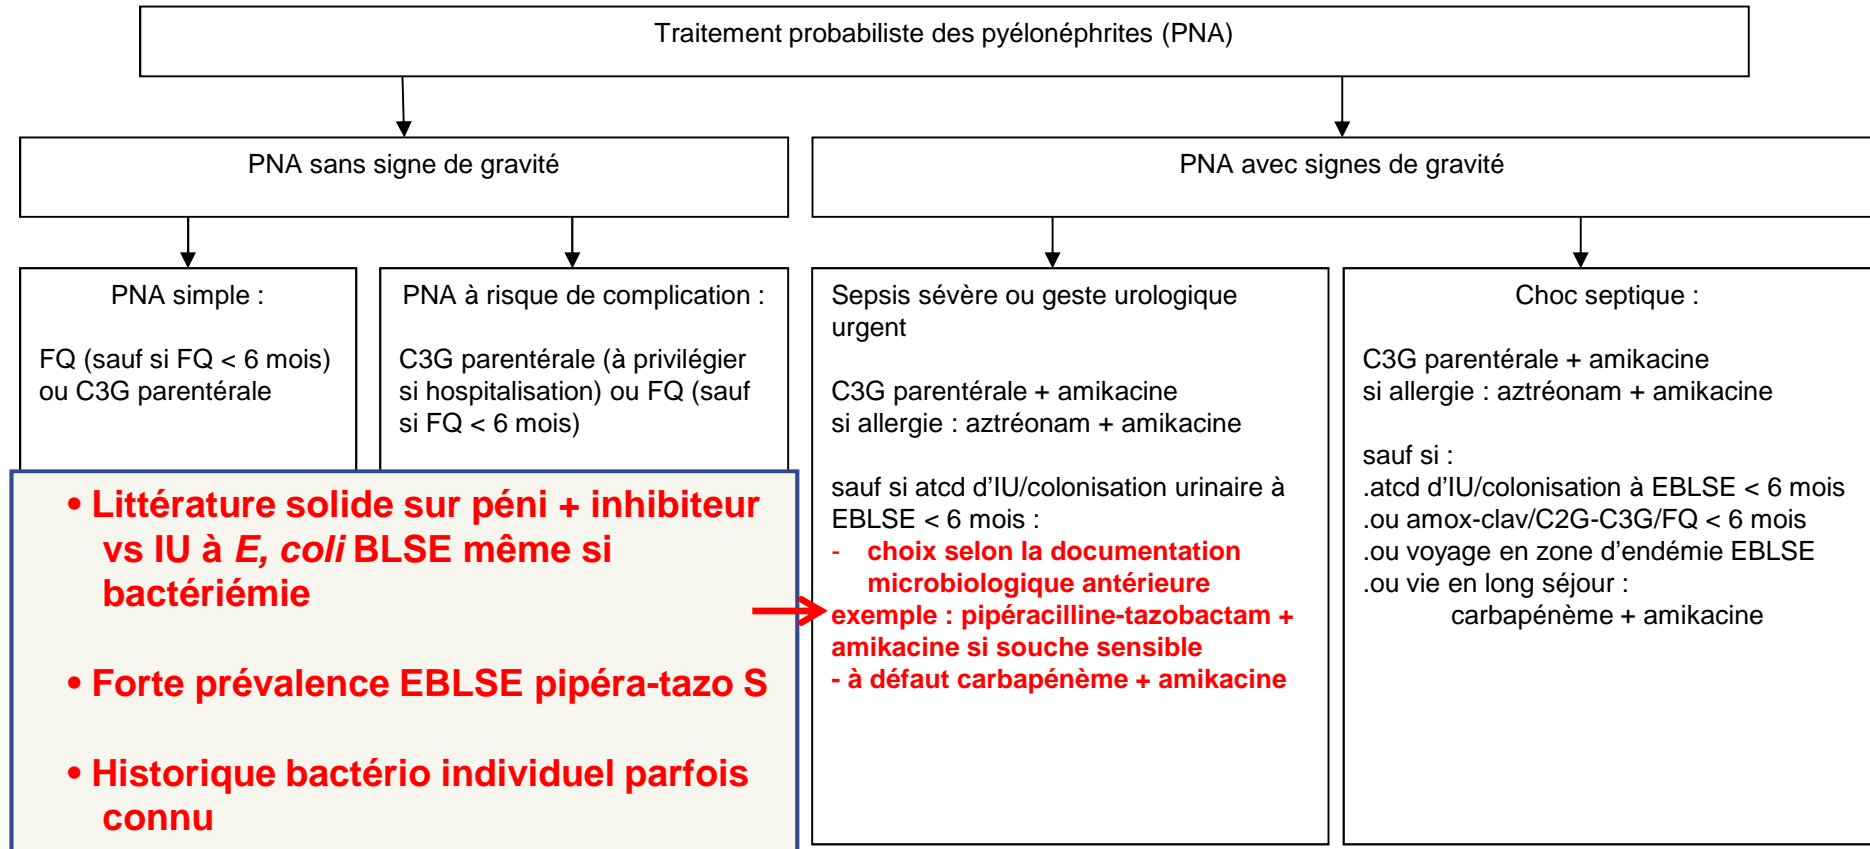 Traitement probabiliste des pyélonéphrites (PNA)
PNA sans signe de gravité
PNA avec signes de gravité
PNA simple :
FQ (sauf si FQ < 6 mois)
ou C3G parentérale
PNA à risque de complication :
C3G parentérale (à privilégier
si hospitalisation) ou FQ (sauf
si FQ < 6 mois)
• Littérature solide sur péni + inhibiteur
vs IU à E, coli BLSE même si
bactériémie
• Forte prévalence EBLSE pipéra-tazo S
• Historique bactério individuel parfois
connu
Sepsis sévère ou geste urologique
urgent
C3G parentérale + amikacine
si allergie : aztréonam + amikacine
sauf si atcd d'IU/colonisation urinaire à
EBLSE < 6 mois :
- choix selon la documentation
microbiologique antérieure
exemple : pipéracilline-tazobactam +
amikacine si souche sensible
- à défaut carbapénème + amikacine
Choc septique :
C3G parentérale + amikacine
si allergie : aztréonam + amikacine
sauf si :
.atcd d'IU/colonisation à EBLSE < 6 mois
.ou amox-clav/C2G-C3G/FQ < 6 mois
.ou voyage en zone d'endémie EBLSE
.ou vie en long séjour :
carbapénème + amikacine